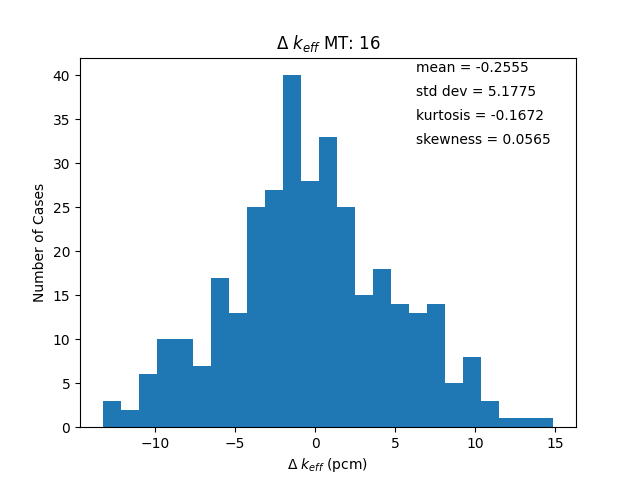 Δ k_eff MT: 16
mean = -0.2555
std dev = 5.1775
kurtosis = -0.1672
skewness = 0.0565
Number of Cases
40
35
30
25
20
15
10
5
0
−10 −5 0 5 10 15
Δ k_eff (pcm)